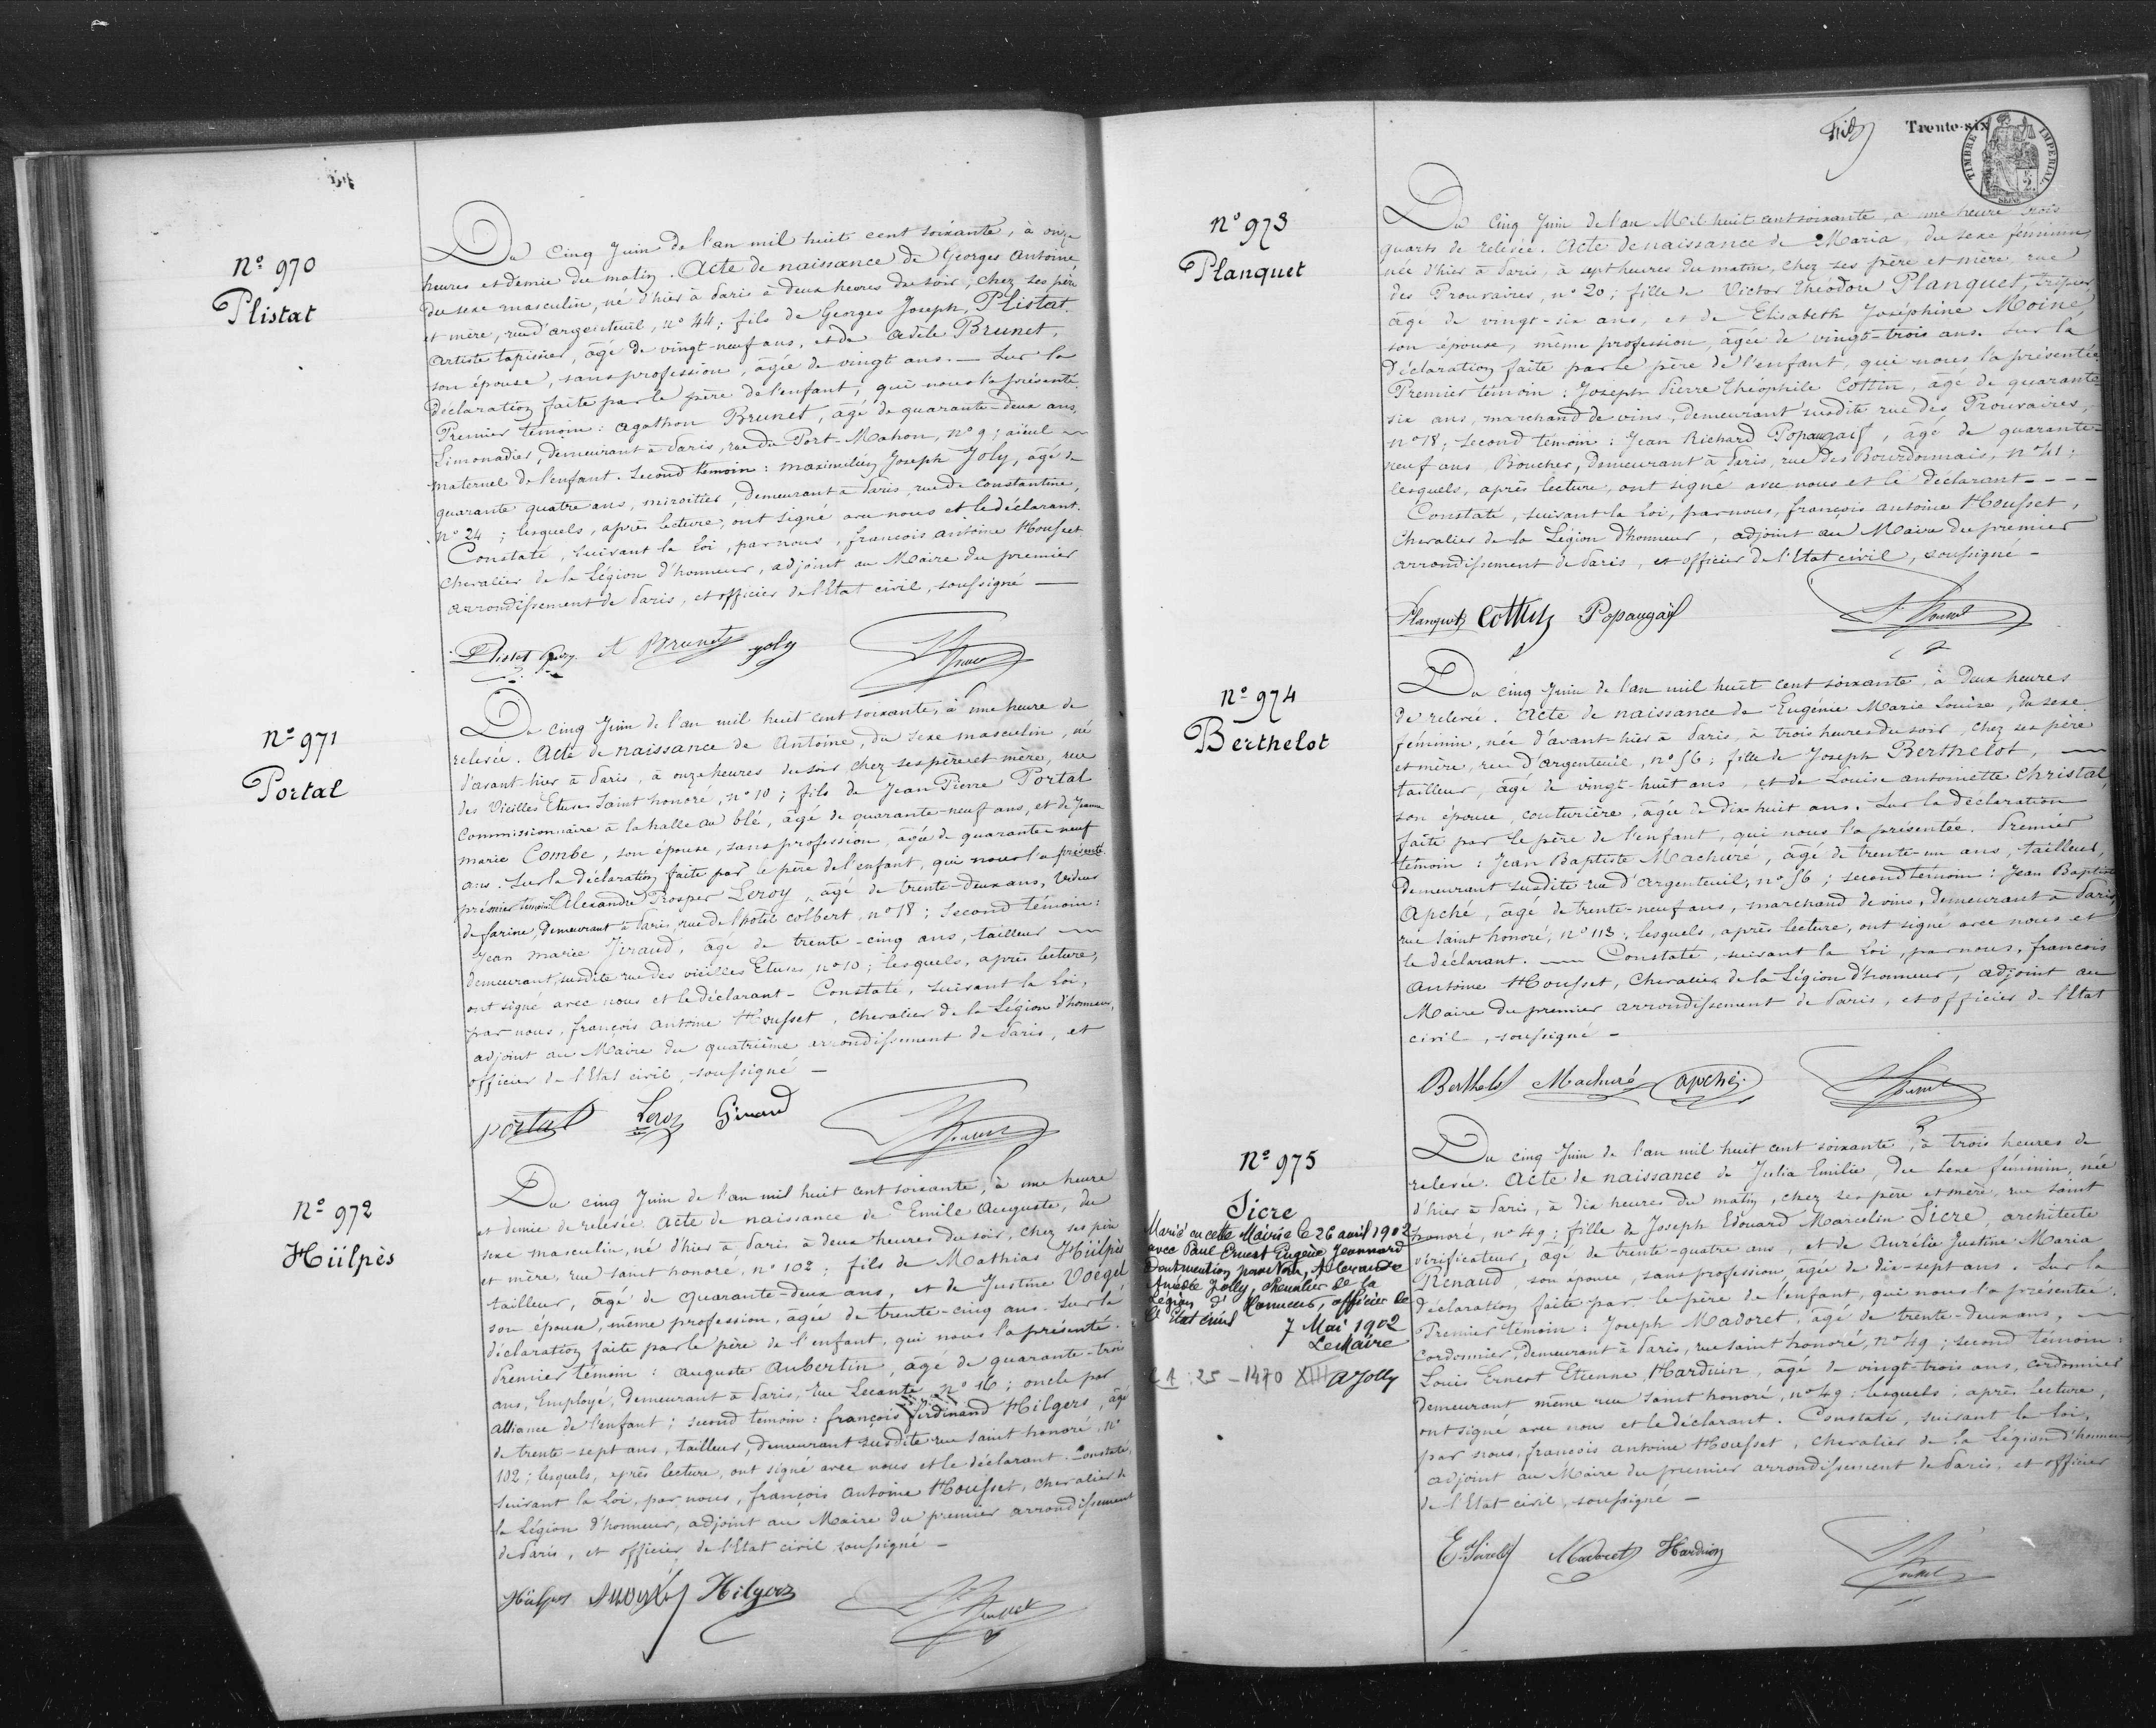 Nº 970
Plistat
Du Cinq Juin de l'an mil huit cent soixante, à onze
heures et demie du matin. Acte de naissance de Georges Antoine
du sexe masculin, né d'hier à Paris à deux heures du soir, chez ses père
et mère, rue d'argenteuil, nº 44; fils de Georges Joseph, Plistat.
Artiste tapissier, âgé de vingt-neuf ans, et de Adèle Brunet,
son épouse, sans profession, âgée de vingt ans. — Sur la
déclaration faite par le père de l'enfant, qui nous l'a présenté.
Premier témoin: Agathon Brunet, âgé de quarante-deux ans,
Limonadier, demeurant à Paris, rue du Port-Mahon, nº 9; aïeul
maternel de l'enfant. Second témoin: Maximilien Joseph Joly, âgé de
quarante quatre ans, miroitier, demeurant à Paris, rue de Constantine,
nº 24; lesquels, après lecture, ont signé avec nous et le déclarant.
Constaté, suivant la loi, par nous, françois antoine Housset
Chevalier de la Légion d'honneur, adjoint au Maire du premier
arrondissement de Paris, et officier de l'Etat civil, soussigné —
Plistat A Brunet joly
Nº 971
Portal
Du cinq Juin de l'an mil huit cent soixante, à une heure de
relevée. Acte de naissance de Antoine, du sexe masculin, né
d'avant-hier à Paris, à onze heures du soir, chez ses père et mère, rue
des Vieilles Etuves Saint honoré, nº 10; fils de Jean Pierre Portal
Commissionnaire à la halle au blé, âgé de quarante-neuf ans, et de Jeanne
marie Combe, son épouse, sans profession, âgée de quarante-neuf
ans. Sur la déclaration faite par le père de l'enfant, qui nous l'a présenté.
premier témoin: Alexandre Prosper Leroy, âgé de trente-deux ans,
de farine, demeurant à Paris, rue de l'hotel colbert, nº 18; Second témoin:
Jean marie Giraud, âgé de trente-cinq ans, tailleur
demeurant susdite rue des vieilles Etuves, nº 10; lesquels, après lecture,
ont signé avec nous et le déclarant - Constaté, suivant la loi,
par nous, françois Antoine Housset, chevalier de la Légion d'honneur,
adjoint au Maire du quatrième arrondissement de Paris, et
officier de l'Etat civil, soussigné —
portal Leroy Giraud
Nº 972
Hülpès
Du cinq Juin de l'an mil huit cent soixante, à une heure
et demie de relevée. Acte de naissance de Emile Auguste, du
sexe masculin, né d'hier à Paris à deux heures du soir, chez ses père
et mère, rue saint honoré, nº 102; fils de Mathias Hülpès
tailleur, âgé de quarante-deux ans, et de Justine Voegel
son épouse, même profession, âgée de trente-cinq ans. Sur la
déclaration faite par le père de l'enfant, qui nous l'a présenté.
Premier témoin: Auguste Aubertin âgé de quarante-trois
ans, Employé, demeurant à Paris, rue nº 16; oncle par
alliance de l'enfant; second témoin: françois ferdinand Hilgers, âgé
de trente-sept ans, tailleur, demeurant susdite rue saint honoré, nº
102; lesquels, après lecture, ont signé avec nous et le déclarant. Constaté,
suivant la loi, par nous, françois Antoine Housset, chevalier de
la Légion d'honneur, adjoint au Maire du premier arrondissement
de Paris, et officier de l'Etat civil soussigné —
Hülpès Hilgers
Trente-six
TIMBRE IMPERIAL
SEINE
Nº 973
Planquet
Du Cinq Juin de l'an Mil huit cent soixante, à une heure trois
quarts de relevée. Acte de naissance de Maria, du sexe féminin,
née d'hier à Paris, à sept heures du matin, chez ses père et mère, rue
des Prouvaires, nº 20; fille de Victor Théodore Planquet, Tripier,
âgé de vingt-six ans, et de Elisabeth Joséphine Moine
son épouse, même profession, âgée de vingt-trois ans. Sur la
Déclaration faite par le père de l'enfant, qui nous l'a présentée.
Premier témoin: Joseph Pierre Théophile Cottin, âgé de quarante
six ans, marchand de vins, demeurant susdite rue des Prouvaires,
nº 18; Second témoin: Jean Richard Popaugaif, âgé de quarante-
neuf ans, Boucher, demeurant à Paris, rue des Bourdonnais, nº 41;
lesquels, après lecture, ont signé avec nous et le déclarant - - - -
Constaté, suivant la loi, par nous, françois antoine Housset,
Chevalier de la Légion d'honneur, adjoint au Maire du premier
arrondissement de Paris, et officier de l'Etat civil, soussigné —
Planquet Cottin Popaugaif
Nº 974
Berthelot
Du cinq Juin de l'an mil huit cent soixante, à Deux heures
de relevée. Acte de naissance de Eugénie Marie Louise, du sexe
féminin, née d'avant-hier à Paris, à trois heures du soir, chez ses père
et mère, rue d'argenteuil, nº 56; fille de Joseph Berthelot,
tailleur, âgé de vingt-huit ans, et de Louise antoinette Christal,
son épouse, couturière, âgée de Dix-huit ans. Sur la déclaration
faite par le père de l'enfant, qui nous l'a présentée. Premier
témoin: Jean Baptiste Machuré, âgé de trente-un ans, tailleur,
demeurant susdite rue d'argenteuil, nº 56; second témoin: Jean Baptiste
Apché, âgé de trente-neuf ans, marchand de vins, demeurant à Paris,
rue Saint honoré, nº 113; lesquels, après lecture, ont signé avec nous et
le déclarant. — Constaté, suivant la loi, par nous, françois
Antoine Housset, Chevalier de la Légion d'honneur, adjoint au
Maire du premier arrondissement de Paris, et officier de l'Etat
civil, soussigné —
Berthelot Machuré apché
Nº 975
Sicre
Marié en cette Mairie le 26 avril 1902
avec Paul Ernest Eugène Jeannard
Dont mention par Nous, Alexandre
Amédée Jolly, chevalier de la
Légion d'Honneur, officier de
l'Etat civil
7 Mai 1902
Le Maire
AJolly
25 - 1470
Du cinq Juin de l'an mil huit cent soixante, à trois heures de
relevée. Acte de naissance de Julia Emilie, du sexe féminin, née
d'hier à Paris, à dix heures du matin, chez ses père et mère, rue saint
honoré, nº 49; fille de Joseph Edouard Marcelin Sicre, architecte
vérificateur, âgé de trente-quatre ans, et de Aurélie Justine Maria
Renaud, son épouse, sans profession, âgée de dix-sept ans. Sur la
déclaration faite par le père de l'enfant, qui nous l'a présentée.
Premier témoin: Joseph Madoret, âgé de trente-deux ans,
Cordonnier, demeurant à Paris, rue saint honoré, nº 49; second témoin:
Louis Ernest Etienne Harduin, âgé de vingt-trois ans, cordonnier
demeurant même rue saint honoré, nº 49; lesquels, après lecture,
ont signé avec nous et le déclarant. Constaté, suivant la loi,
par nous, françois antoine Housset, chevalier de la Légion d'honneur
adjoint au Maire du premier arrondissement de Paris, et officier
de l'Etat civil, soussigné —
E. Sicre Madoret Harduin